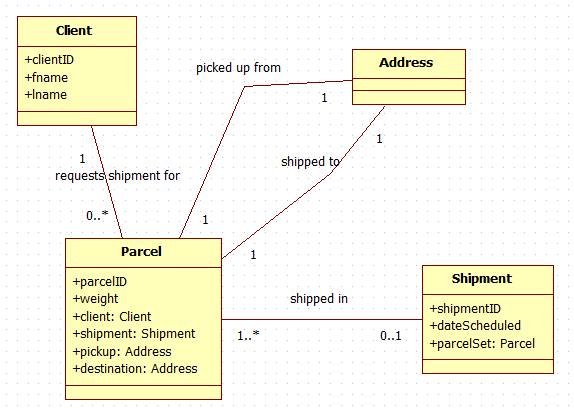 Client
+clientID
+fname
+lname
picked up from
Address
1
1
1
shipped to
requests shipment for
0..*
1
1
Parcel
+parcelID
+weight
+client: Client
+shipment: Shipment
+pickup: Address
+destination: Address
shipped in
1..*
0..1
Shipment
+shipmentID
+dateScheduled
+parcelSet: Parcel